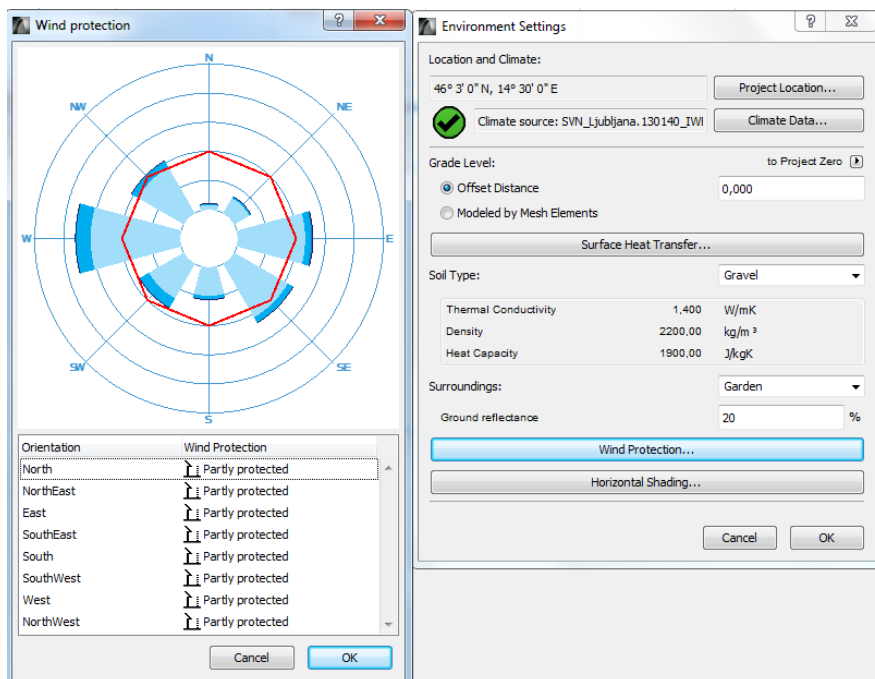 Wind protection
N
NW
NE
W
E
SW
SE
S
Orientation Wind Protection
North Partly protected
NorthEast Partly protected
East Partly protected
SouthEast Partly protected
South Partly protected
SouthWest Partly protected
West Partly protected
NorthWest Partly protected
Cancel OK
Environment Settings
Location and Climate:
46° 3' 0" N, 14° 30' 0" E Project Location...
Climate source: SVN_Ljubljana.130140_IWI Climate Data...
Grade Level: to Project Zero
Offset Distance 0,000
Modeled by Mesh Elements
Surface Heat Transfer...
Soil Type: Gravel
Thermal Conductivity 1,400 W/mK
Density 2200,00 kg/m³
Heat Capacity 1900,00 J/kgK
Surroundings: Garden
Ground reflectance 20 %
Wind Protection...
Horizontal Shading...
Cancel OK